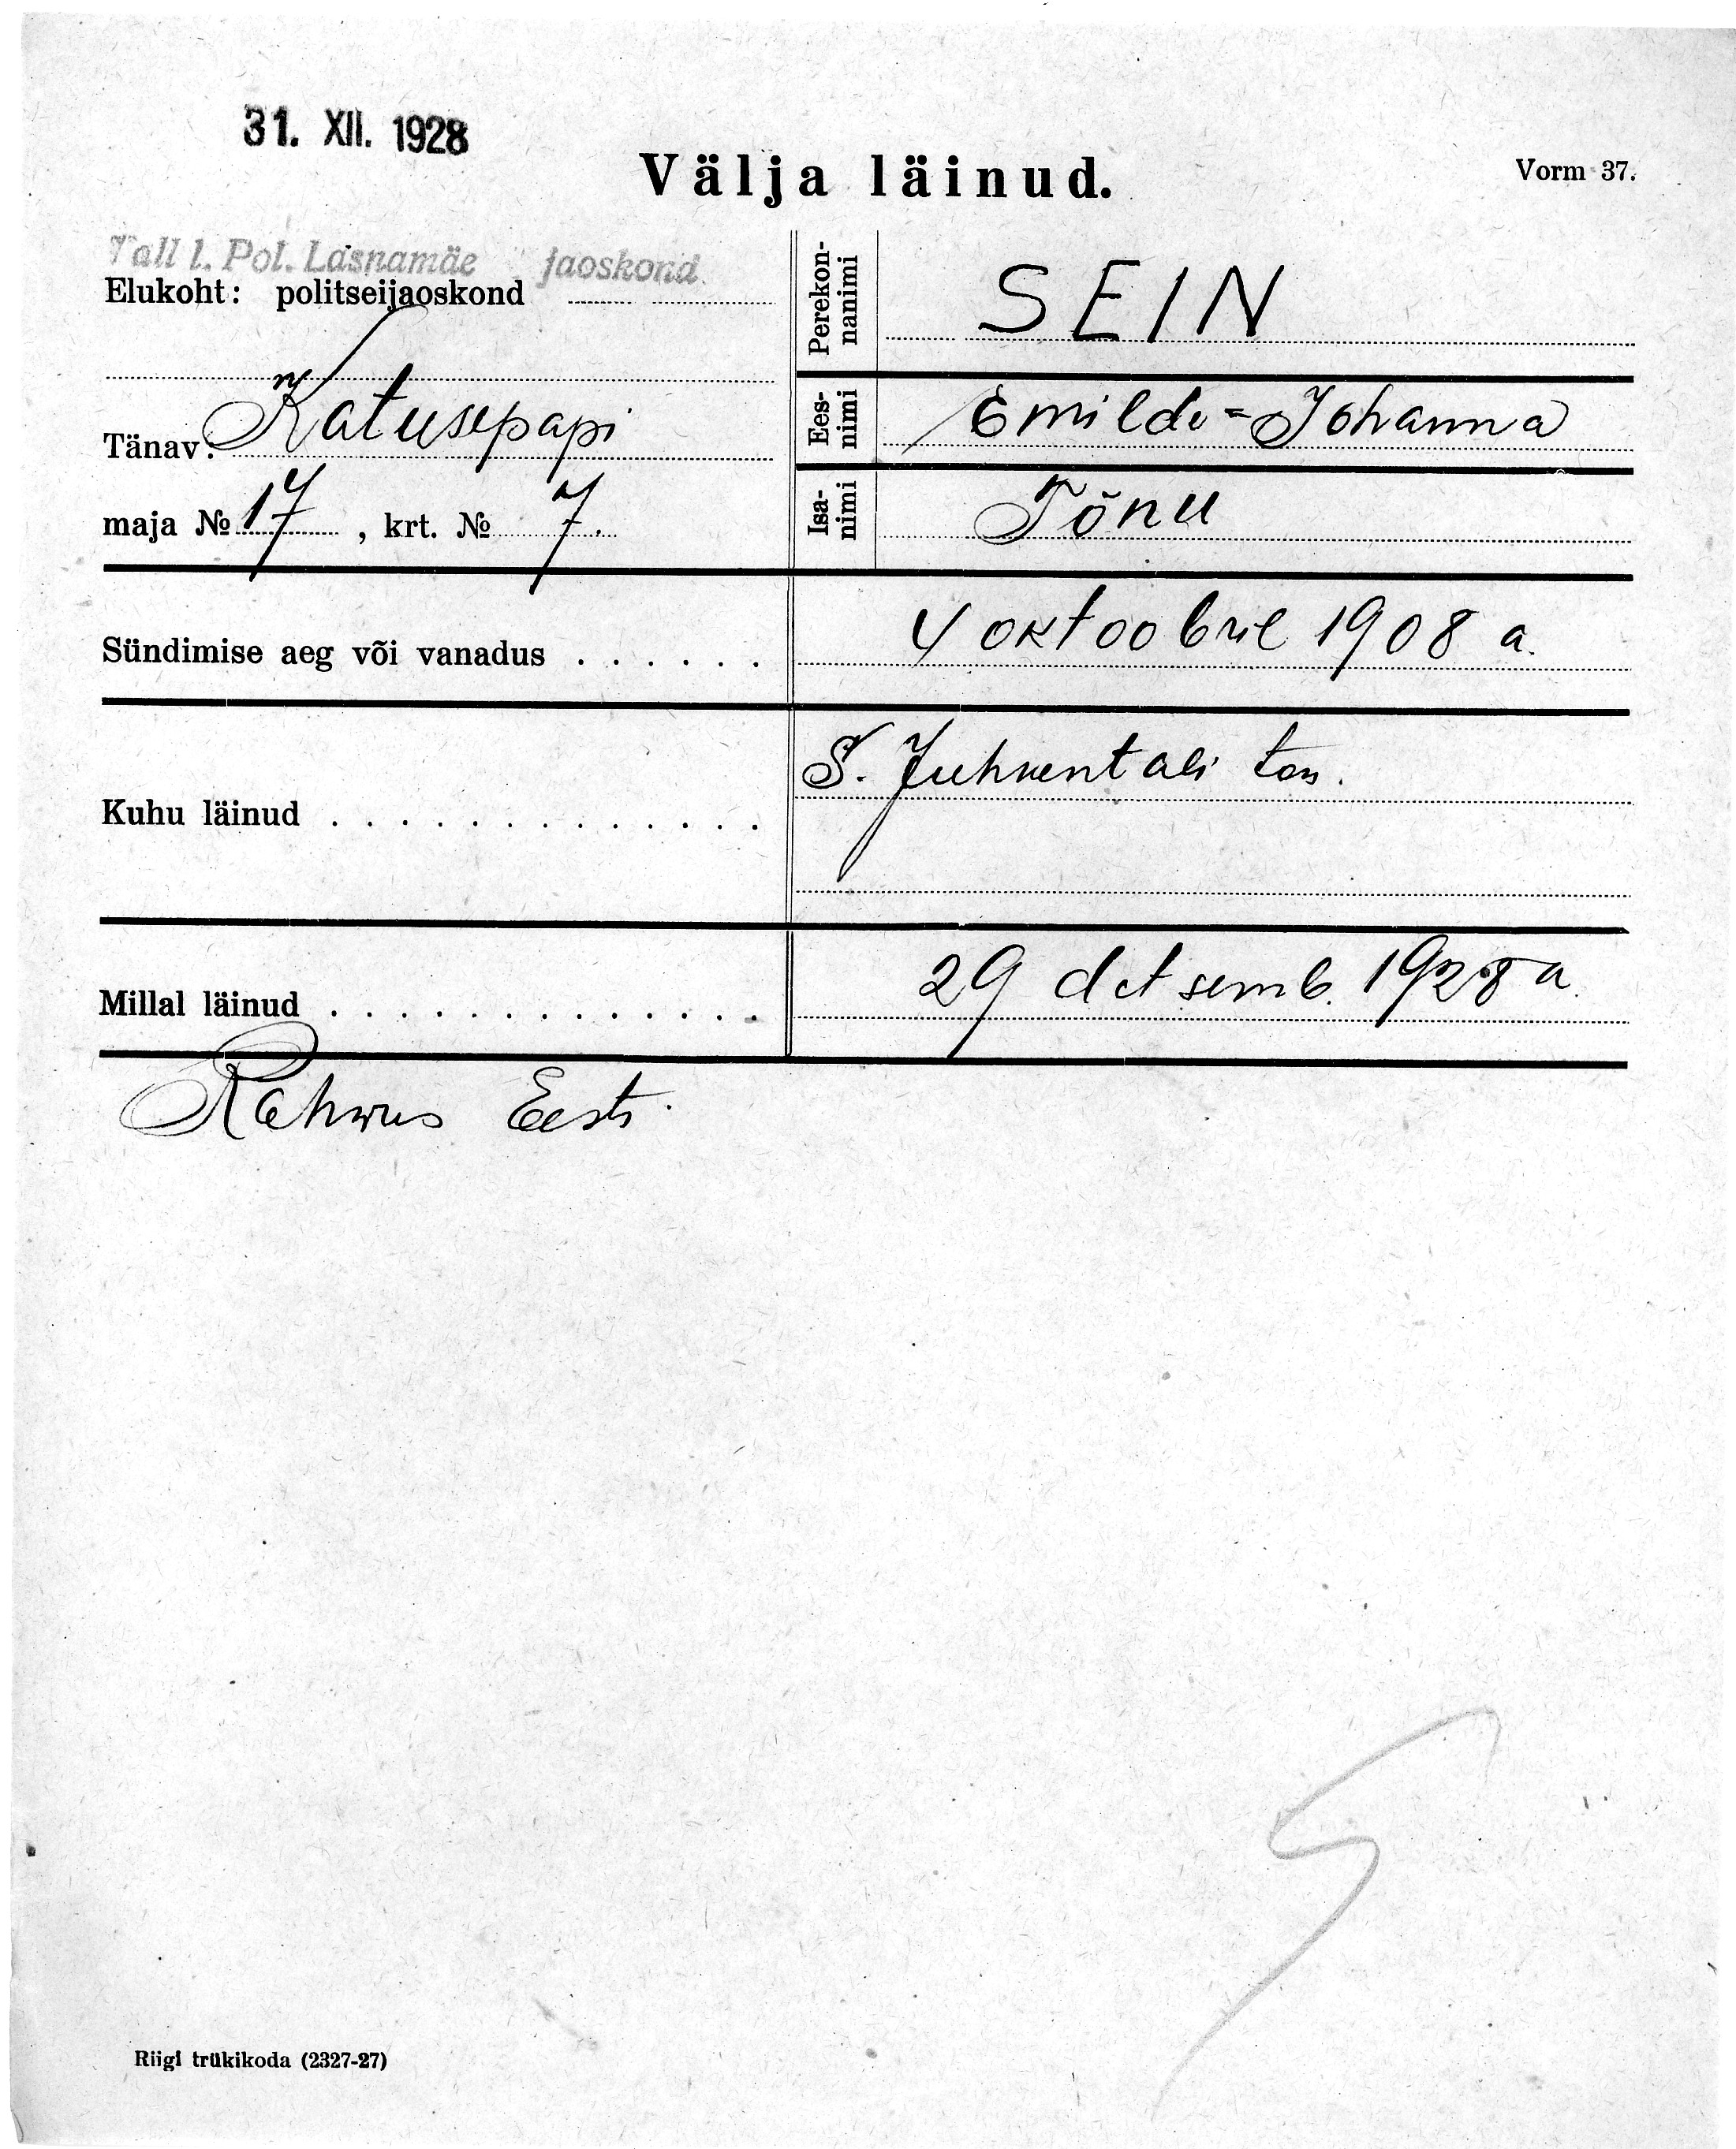 31. XII. 1928
Välja läinud.
Vorm 37.
Tall l. Pol. Lasnamäe jaoskond
Elukoht: politseijaoskond
Tänav: Katusepapi
maja № 17, krt. № 7.
Perekonnanimi SEIN
Eesnimi Emilde=Johanna
Isanimi Tõnu
Sündimise aeg või vanadus . . . . . . 4 oktoobril 1908 a.
Kuhu läinud . . . . . . . . . . . . . S. Juhkentali tän.
Millal läinud . . . . . . . . . . . . . 29 detsemb. 1928 a.
Rahwus Eesti.
Riigi trükikoda (2327-27)